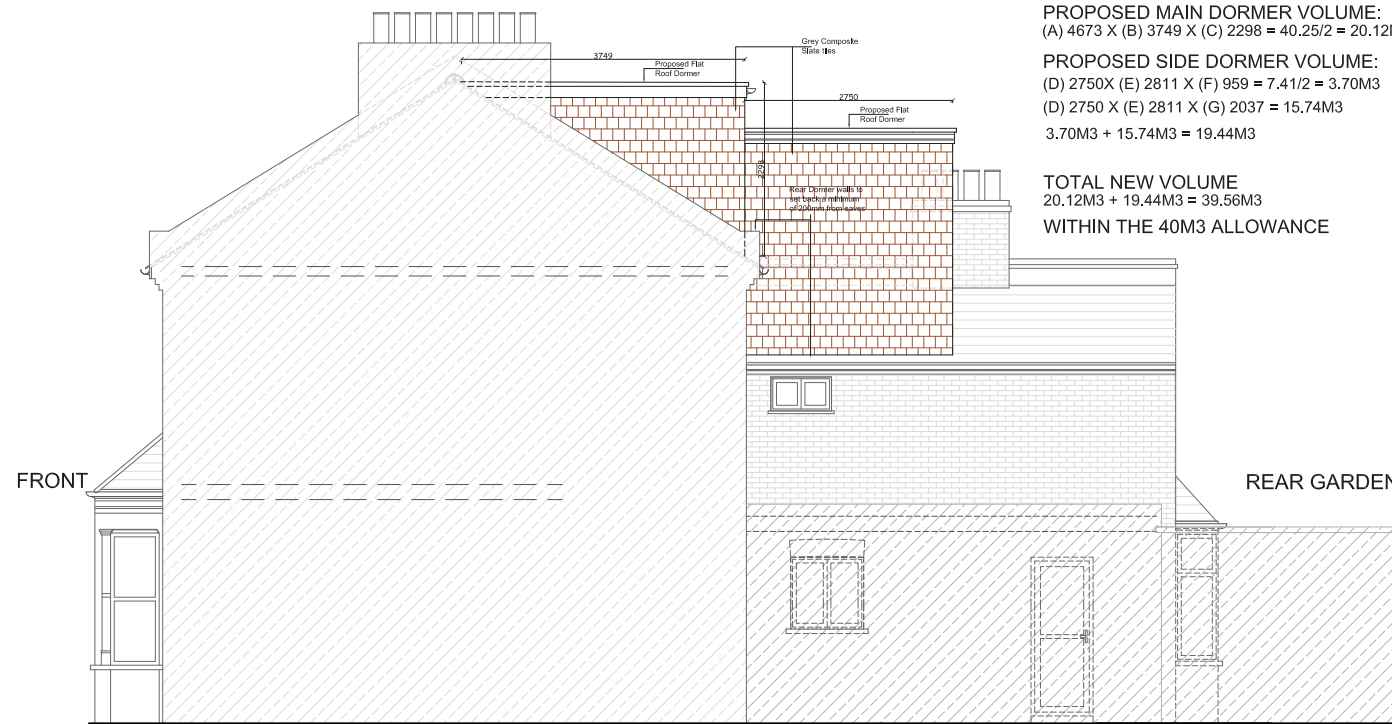 PROPOSED MAIN DORMER VOLUME:
(A) 4673 X (B) 3749 X (C) 2298 = 40.25/2 = 20.12
PROPOSED SIDE DORMER VOLUME:
(D) 2750X (E) 2811 X (F) 959 = 7.41/2 = 3.70M3
(D) 2750 X (E) 2811 X (G) 2037 = 15.74M3
3.70M3 + 15.74M3 = 19.44M3
TOTAL NEW VOLUME
20.12M3 + 19.44M3 = 39.56M3
WITHIN THE 40M3 ALLOWANCE
Grey Composite
Slate tiles
3749
Proposed Flat
Roof Dormer
2750
Proposed Flat
Roof Dormer
2298
Rear Dormer walls to
set back a minimum
of 200mm from eaves
FRONT
REAR GARDEN